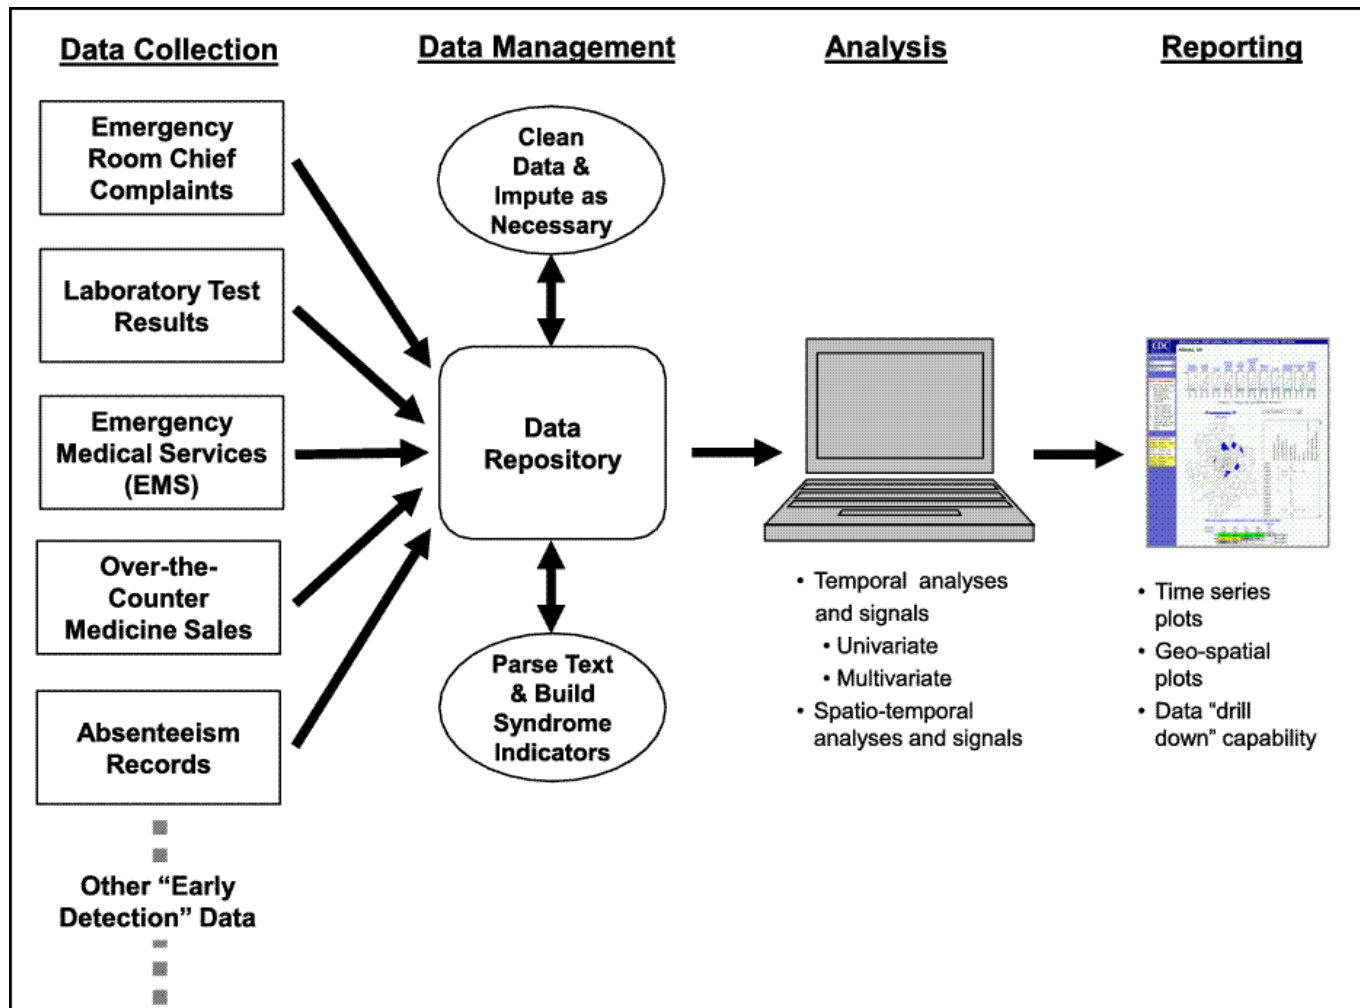 Data Collection
Emergency
Room Chief
Complaints
Laboratory Test
Results
Emergency
Medical Services
(EMS)
Over-the-
Counter
Medicine Sales
Absenteeism
Records
Other “Early
Detection” Data
Data Management
Clean
Data &
Impute as
Necessary
Data
Repository
Parse Text
& Build
Syndrome
Indicators
Analysis
• Temporal analyses
and signals
• Univariate
• Multivariate
• Spatio-temporal
analyses and signals
Reporting
CDC
• Time series
plots
• Geo-spatial
plots
• Data “drill
down” capability